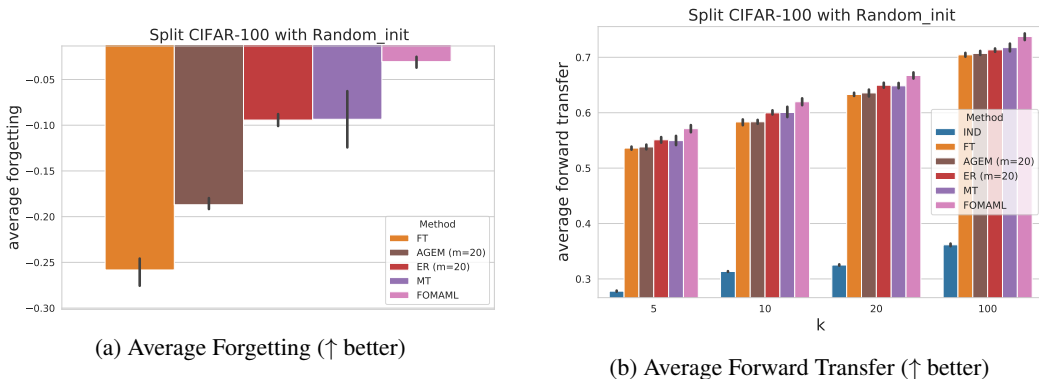 Split CIFAR-100 with Random_init
average forgetting
−0.05
−0.10
−0.15
−0.20
−0.25
−0.30
Method
FT
AGEM (m=20)
ER (m=20)
MT
FOMAML
(a) Average Forgetting (↑ better)
Split CIFAR-100 with Random_init
average forward transfer
0.7
0.6
0.5
0.4
0.3
Method
IND
FT
AGEM (m=20)
ER (m=20)
MT
FOMAML
5 10 20 100
k
(b) Average Forward Transfer (↑ better)